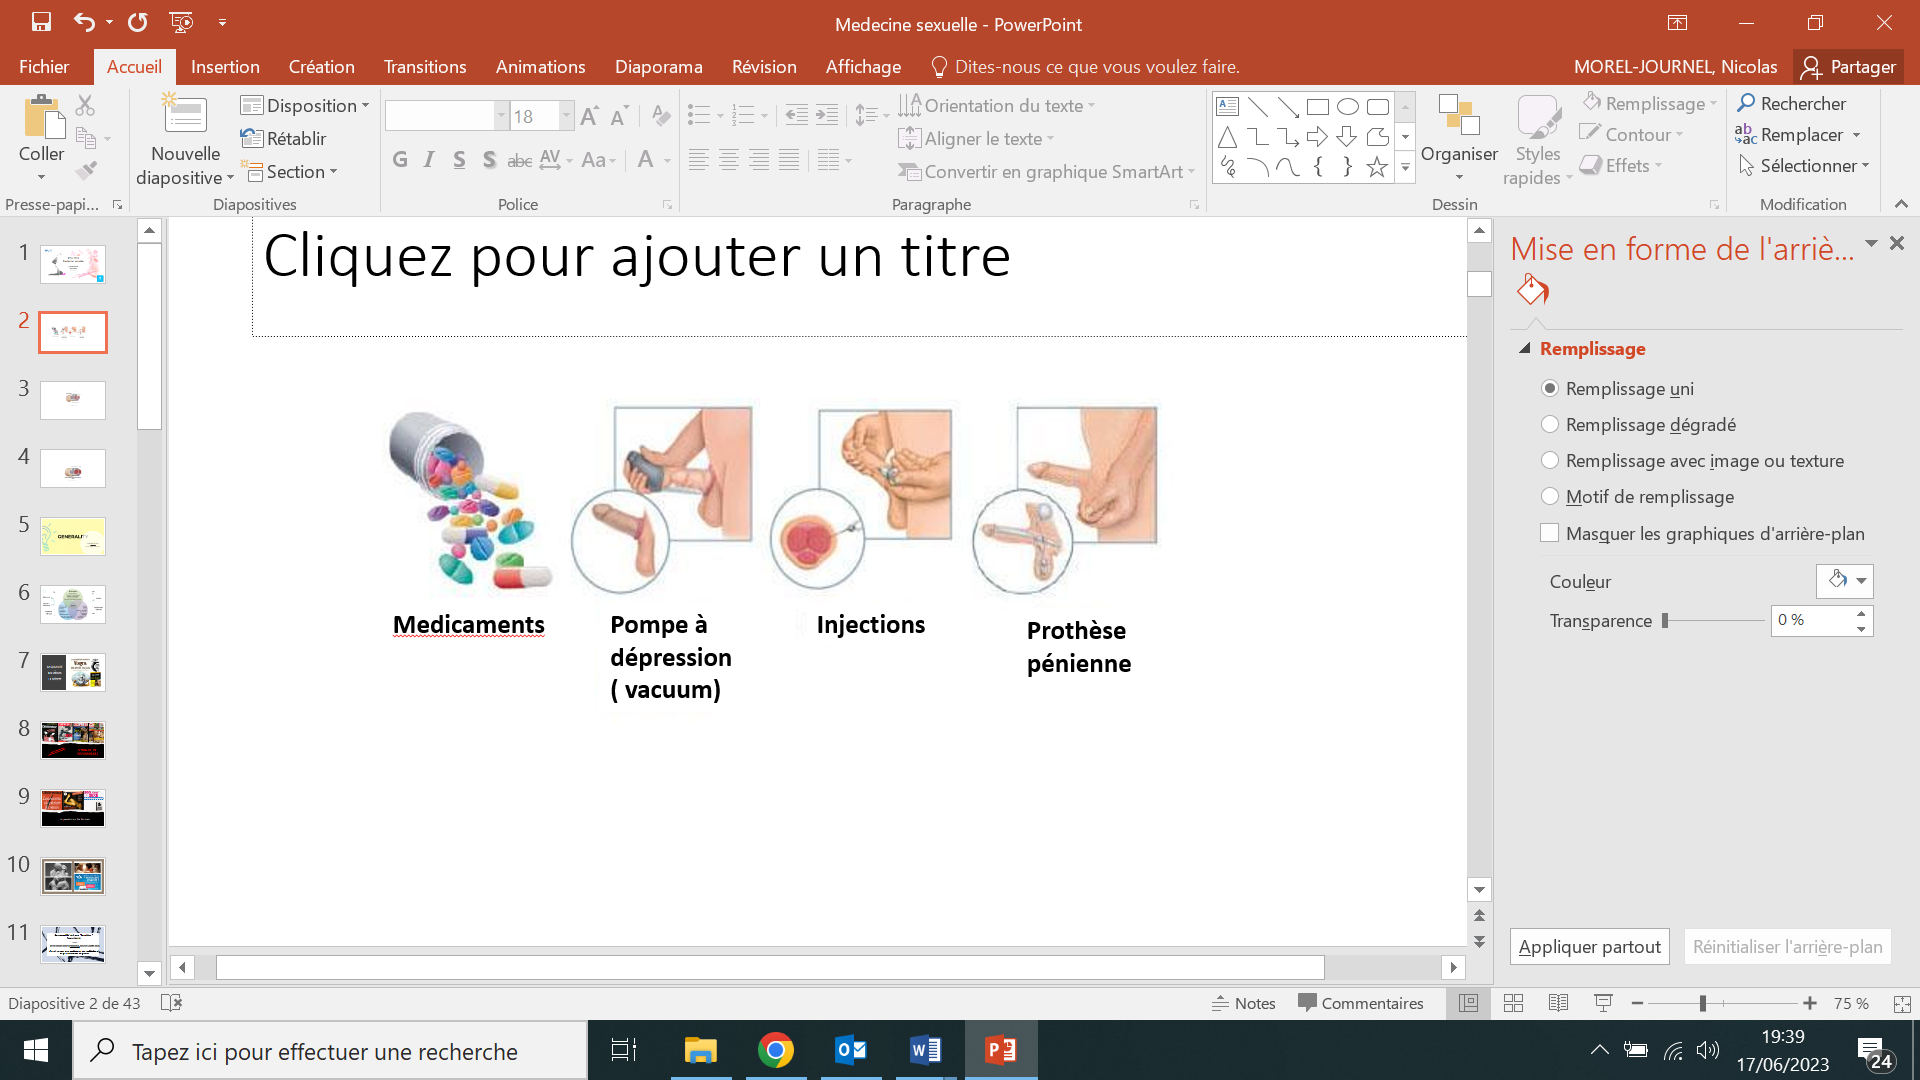 Medecine sexuelle - PowerPoint
Fichier Accueil Insertion Création Transitions Animations Diaporama Révision Affichage Dites-nous ce que vous voulez faire. MOREL-JOURNEL, Nicolas Partager
Coller
Presse-papi...
Nouvelle
diapositive
Disposition
Rétablir
Section
Diapositives
18
G I S S abc AV Aa A
Police
Orientation du texte
Aligner le texte
Convertir en graphique SmartArt
Paragraphe
Organiser
Styles
rapides
Remplissage
Contour
Effets
Dessin
Rechercher
Remplacer
Sélectionner
Modification
1
2
3
4
5
GENERALITY
6
7
8
9
10
11
Cliquez pour ajouter un titre
Medicaments
Pompe à
dépression
( vacuum)
Injections
Prothèse
pénienne
Mise en forme de l'arriè...
Remplissage
Remplissage uni
Remplissage dégradé
Remplissage avec image ou texture
Motif de remplissage
Masquer les graphiques d'arrière-plan
Couleur
Transparence 0 %
Appliquer partout Réinitialiser l'arrière-plan
Diapositive 2 de 43 Notes Commentaires 75 %
Tapez ici pour effectuer une recherche
19:39
17/06/2023
24